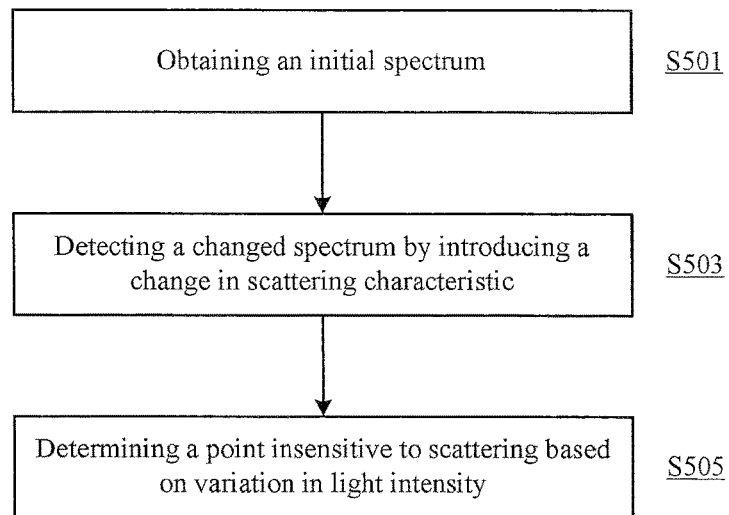 Obtaining an initial spectrum
S501
Detecting a changed spectrum by introducing a
change in scattering characteristic
S503
Determining a point insensitive to scattering based
on variation in light intensity
S505